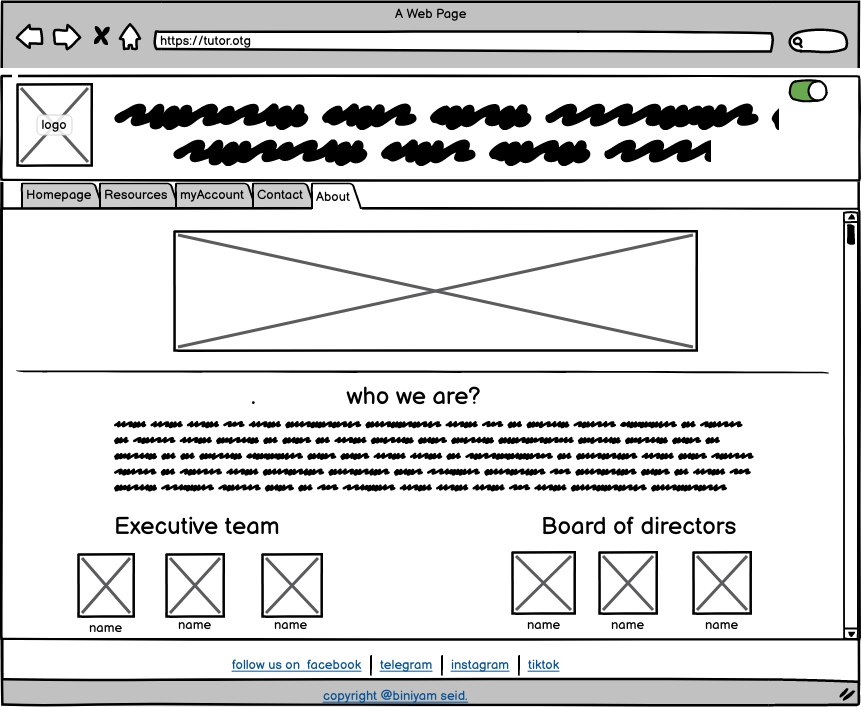 A Web Page
https://tutor.otg
logo
Homepage Resources myAccount Contact About
who we are?
Executive team Board of directors
name name name name name name
follow us on facebook telegram instagram tiktok
copyright @biniyam seid.